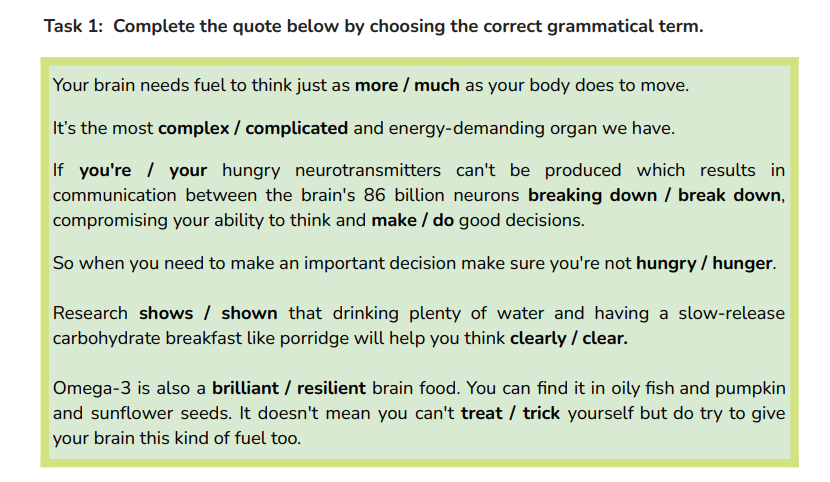 Task 1:  Complete the quote below by choosing the correct grammatical term.
Your brain needs fuel to think just as more / much as your body does to move.
It’s the most complex / complicated and energy-demanding organ we have.
If you're / your hungry neurotransmitters can't be produced which results in
communication between the brain's 86 billion neurons breaking down / break down,
compromising your ability to think and make / do good decisions.
So when you need to make an important decision make sure you're not hungry / hunger.
Research shows / shown that drinking plenty of water and having a slow-release
carbohydrate breakfast like porridge will help you think clearly / clear.
Omega-3 is also a brilliant / resilient brain food. You can find it in oily fish and pumpkin
and sunflower seeds. It doesn't mean you can't treat / trick yourself but do try to give
your brain this kind of fuel too.